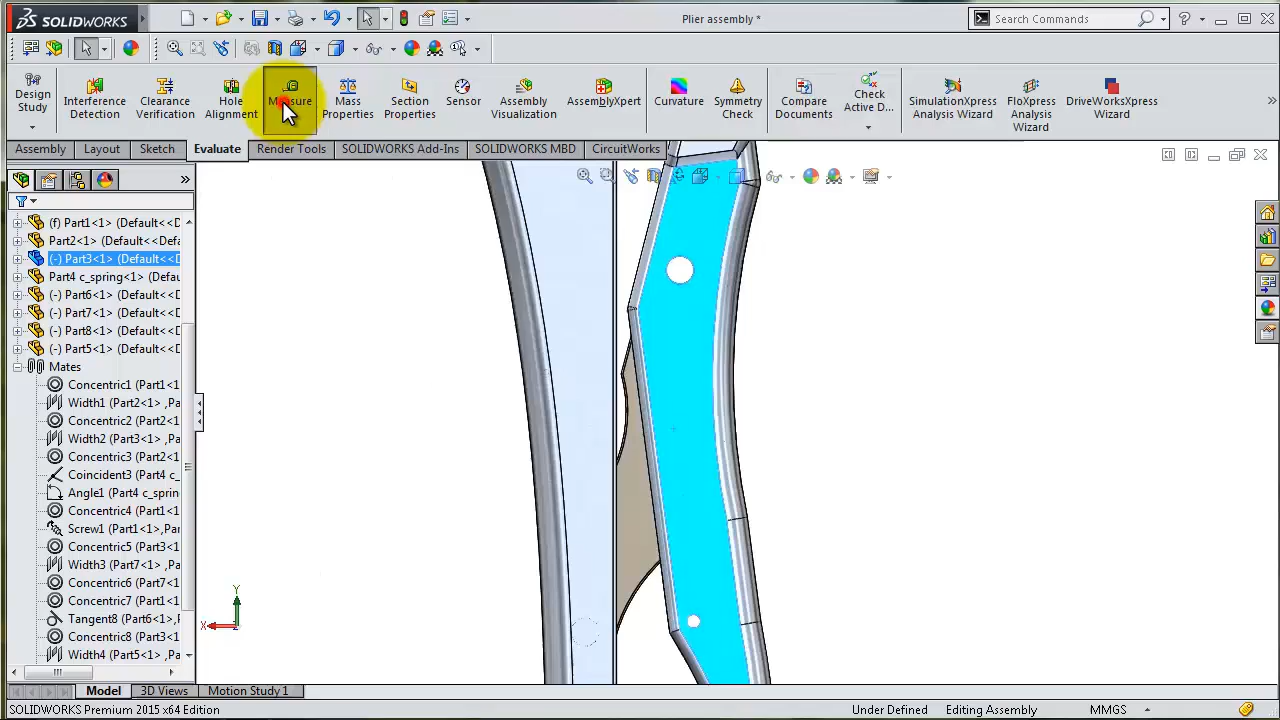 SOLIDWORKS
Plier assembly *
Search Commands
Design Study
Interference Detection
Clearance Verification
Hole Alignment
Measure
Mass Properties
Section Properties
Sensor
Assembly Visualization
AssemblyXpert
Curvature
Symmetry Check
Compare Documents
Check Active D...
SimulationXpress Analysis Wizard
FloXpress Analysis Wizard
DriveWorksXpress Wizard
Assembly
Layout
Sketch
Evaluate
Render Tools
SOLIDWORKS Add-Ins
SOLIDWORKS MBD
CircuitWorks
(f) Part1<1> (Default<<D
Part2<1> (Default<<Defa
(-) Part3<1> (Default<<D
Part4 c_spring<1> (Defau
(-) Part6<1> (Default<<D
(-) Part7<1> (Default<<D
(-) Part8<1> (Default<<D
(-) Part5<1> (Default<<D
Mates
Concentric1 (Part1<1
Width1 (Part2<1> ,Pa
Concentric2 (Part2<1
Width2 (Part3<1> ,Pa
Concentric3 (Part2<1
Coincident3 (Part4 c_
Angle1 (Part4 c_sprin
Concentric4 (Part1<1
Screw1 (Part1<1>,Pa
Concentric5 (Part3<1
Width3 (Part7<1> ,Pa
Concentric6 (Part7<1
Concentric7 (Part1<1
Tangent8 (Part6<1>,
Concentric8 (Part3<1
Width4 (Part5<1> ,Pa
Y
X
Model
3D Views
Motion Study 1
SOLIDWORKS Premium 2015 x64 Edition
Under Defined
Editing Assembly
MMGS